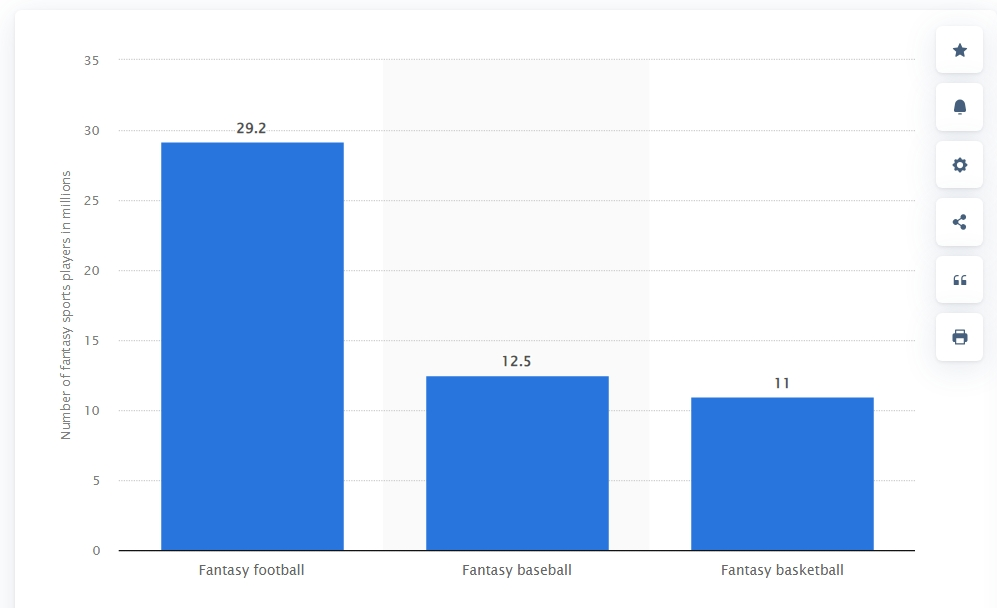 Number of fantasy sports players in millions
35
30
25
20
15
10
5
0
29.2
12.5
11
Fantasy football
Fantasy baseball
Fantasy basketball